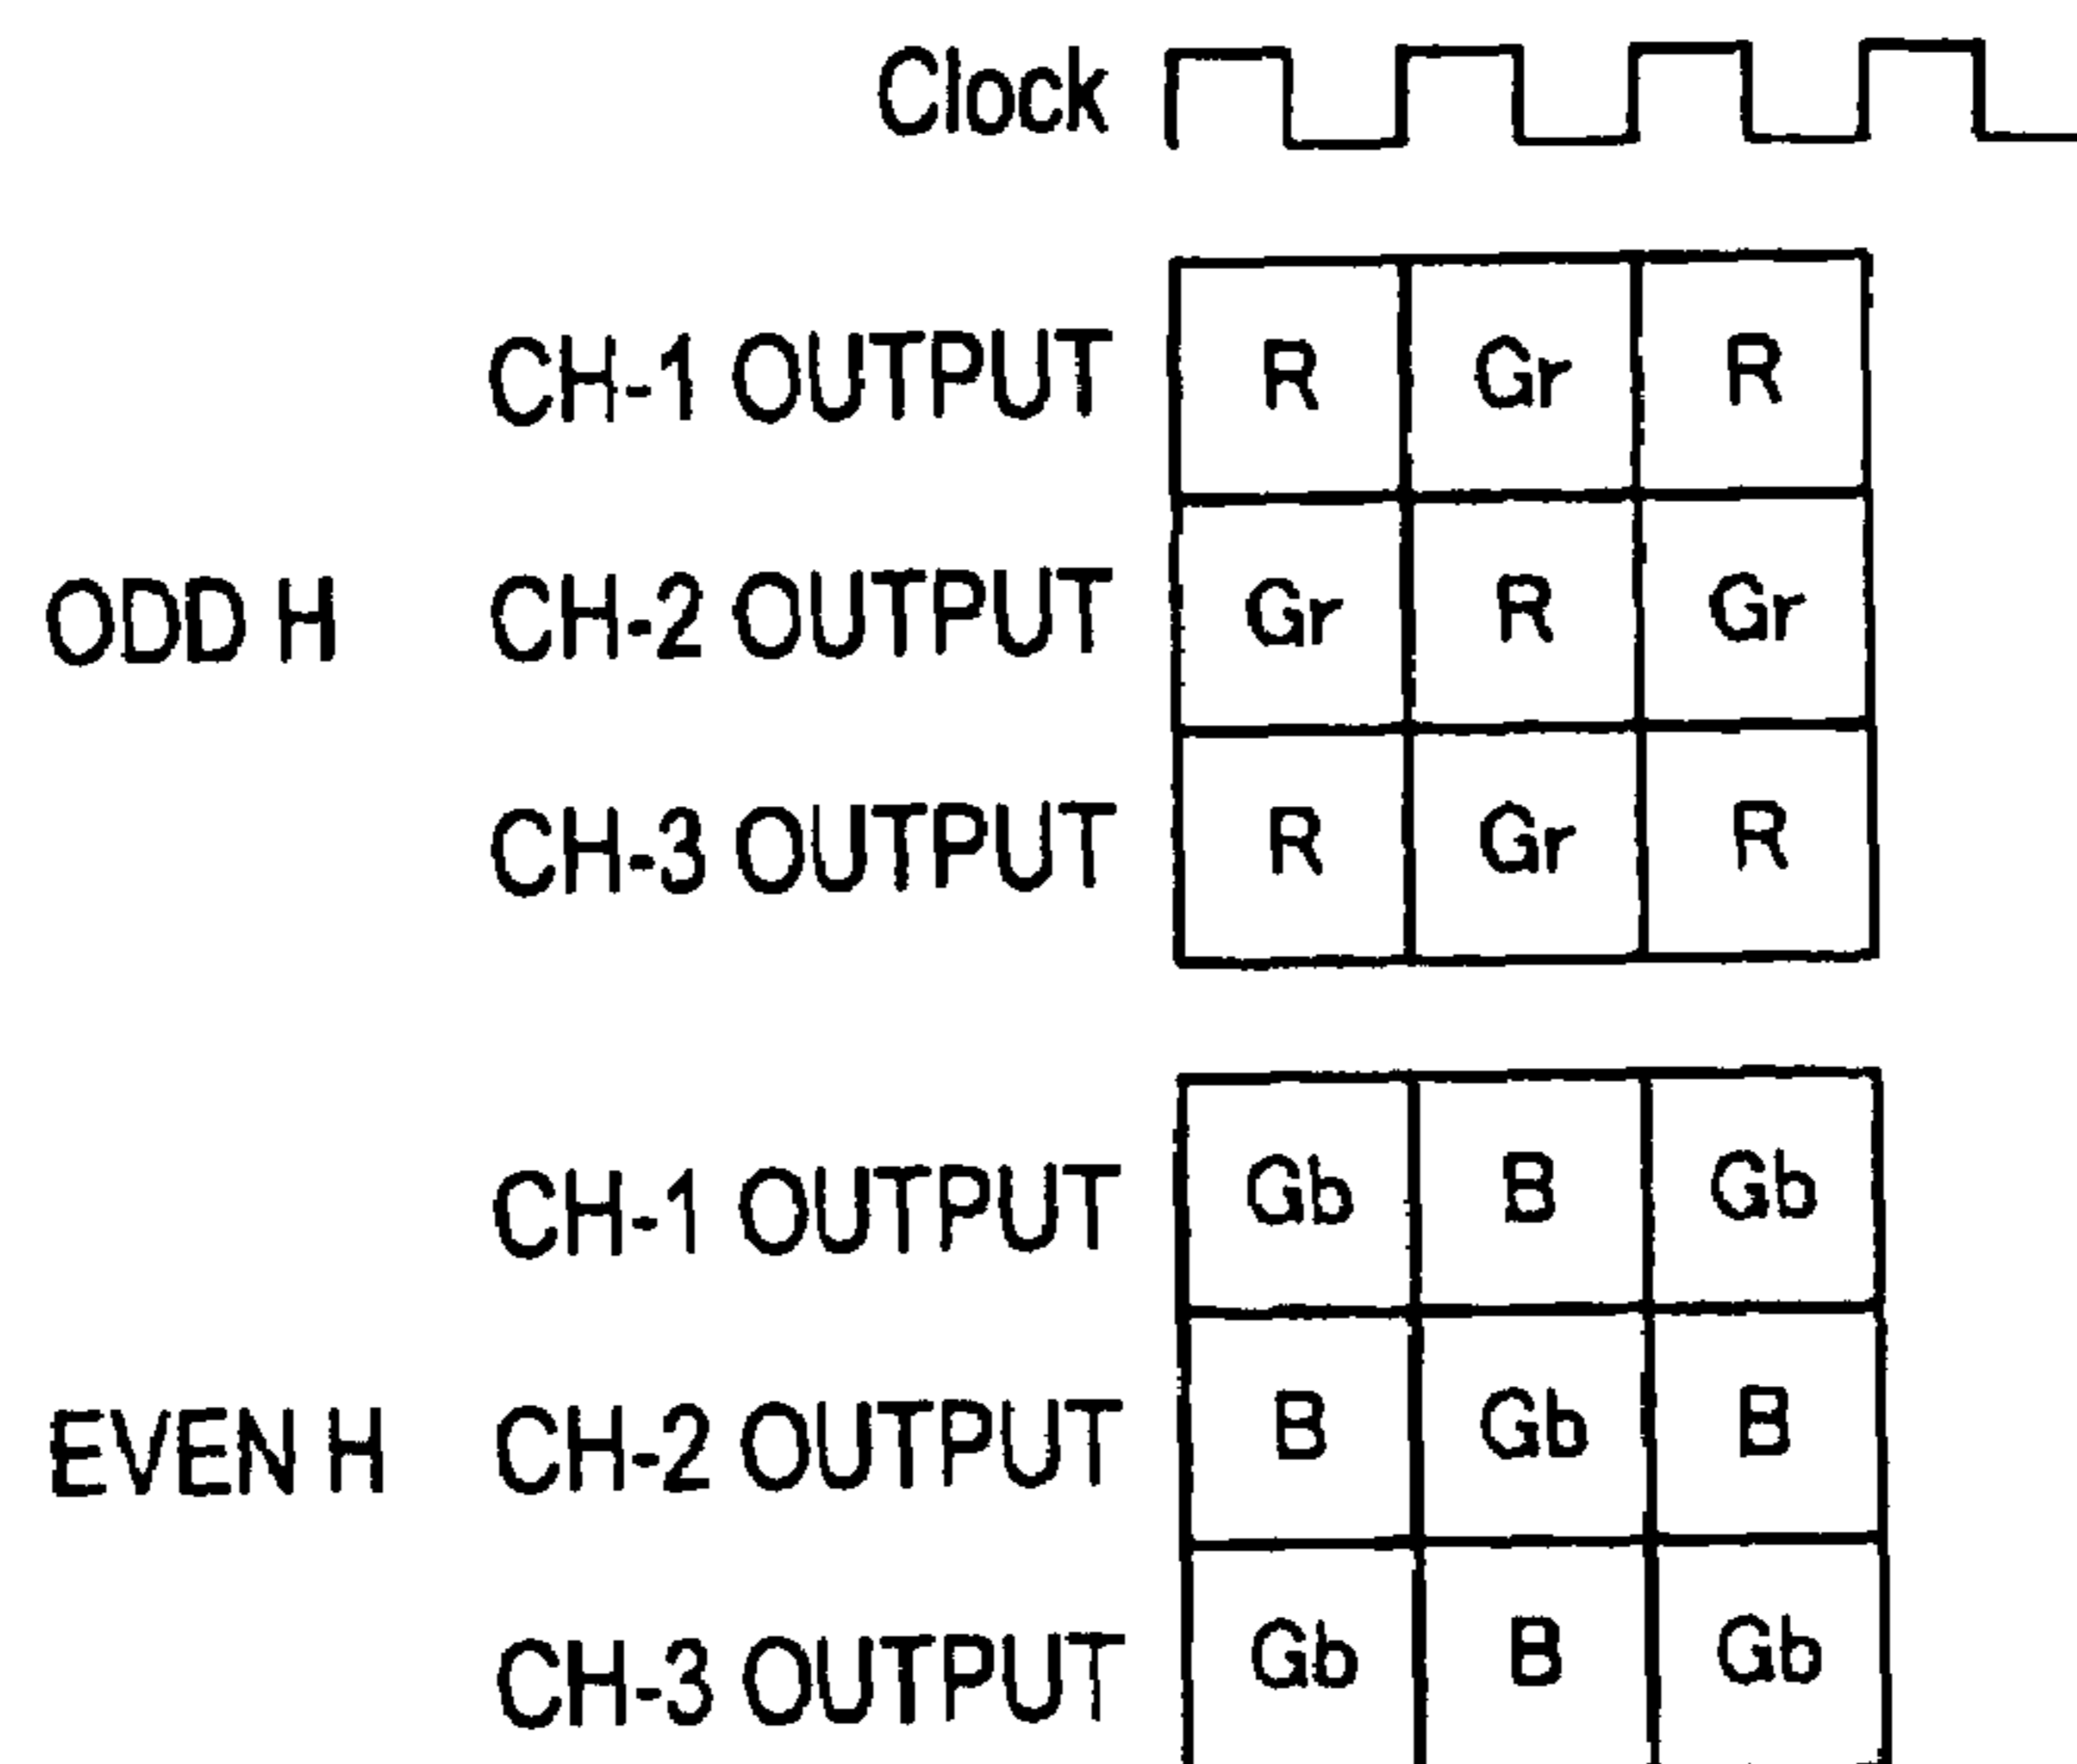 Clock
CH-1 OUTPUT R Gr R
ODD H CH-2 OUTPUT Gr R Gr
CH-3 OUTPUT R Gr R
CH-1 OUTPUT Gb B Gb
EVEN H CH-2 OUTPUT B Gb B
CH-3 OUTPUT Gb B Gb